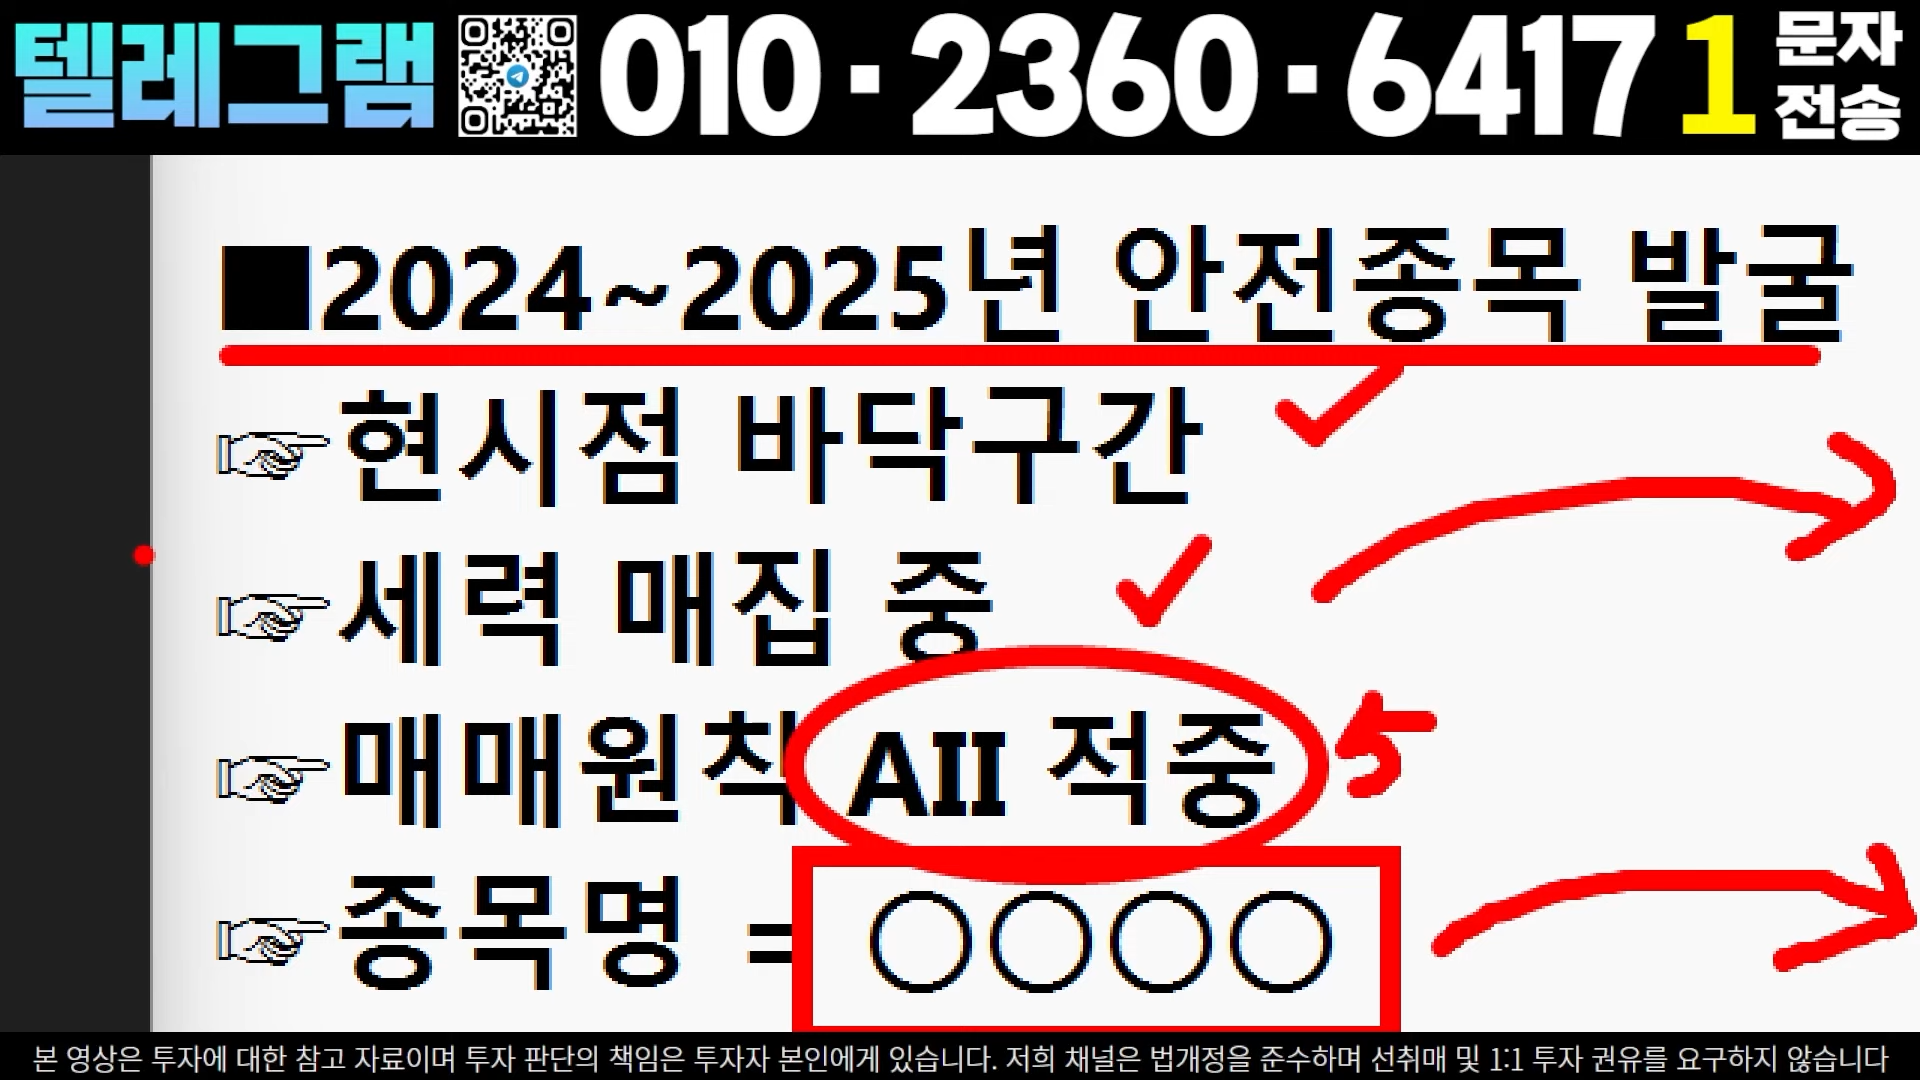 텔레그램 010·2360·6417 1 문자
전송
■2024~2025년 안전종목 발굴
☞현시점 바닥구간
☞세력 매집 중
☞매매원칙 AII 적중 5
☞종목명 = ○○○○
본 영상은 투자에 대한 참고 자료이며 투자 판단의 책임은 투자자 본인에게 있습니다. 저희 채널은 법개정을 준수하며 선취매 및 1:1 투자 권유를 요구하지 않습니다